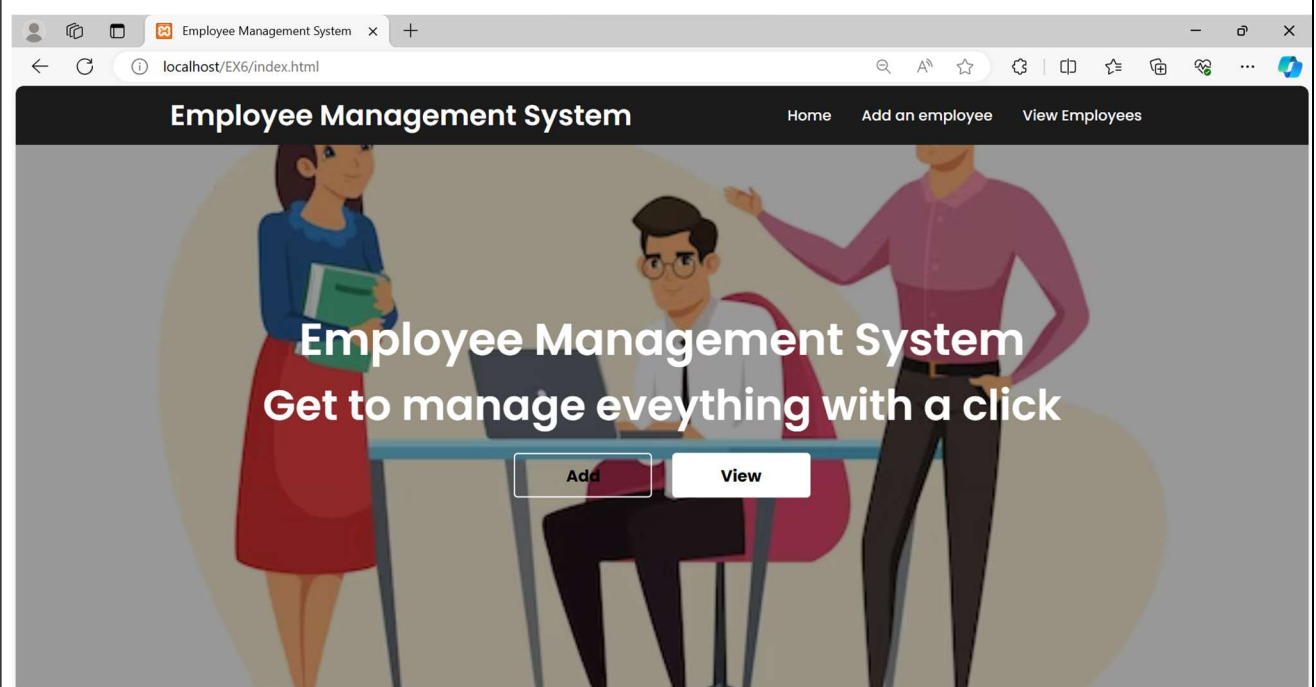 Employee Management System
localhost/EX6/index.html
Employee Management System Home Add an employee View Employees
Employee Management System
Get to manage eveything with a click
Add View